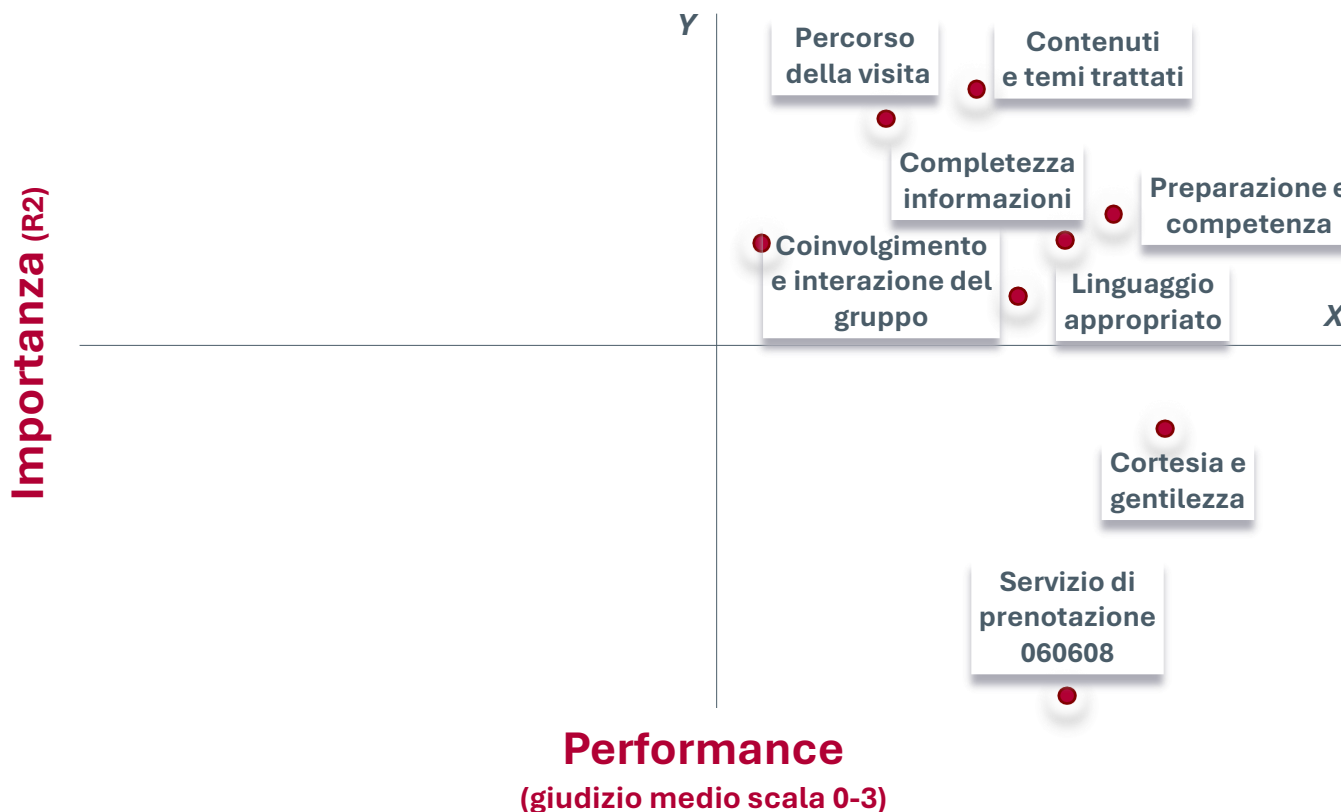 Y
Percorso
della visita
Contenuti
e temi trattati
Completezza
informazioni
Preparazione e
competenza
Coinvolgimento
e interazione del
gruppo
Linguaggio
appropriato
X
Importanza (R2)
Cortesia e
gentilezza
Servizio di
prenotazione
060608
Performance
(giudizio medio scala 0-3)